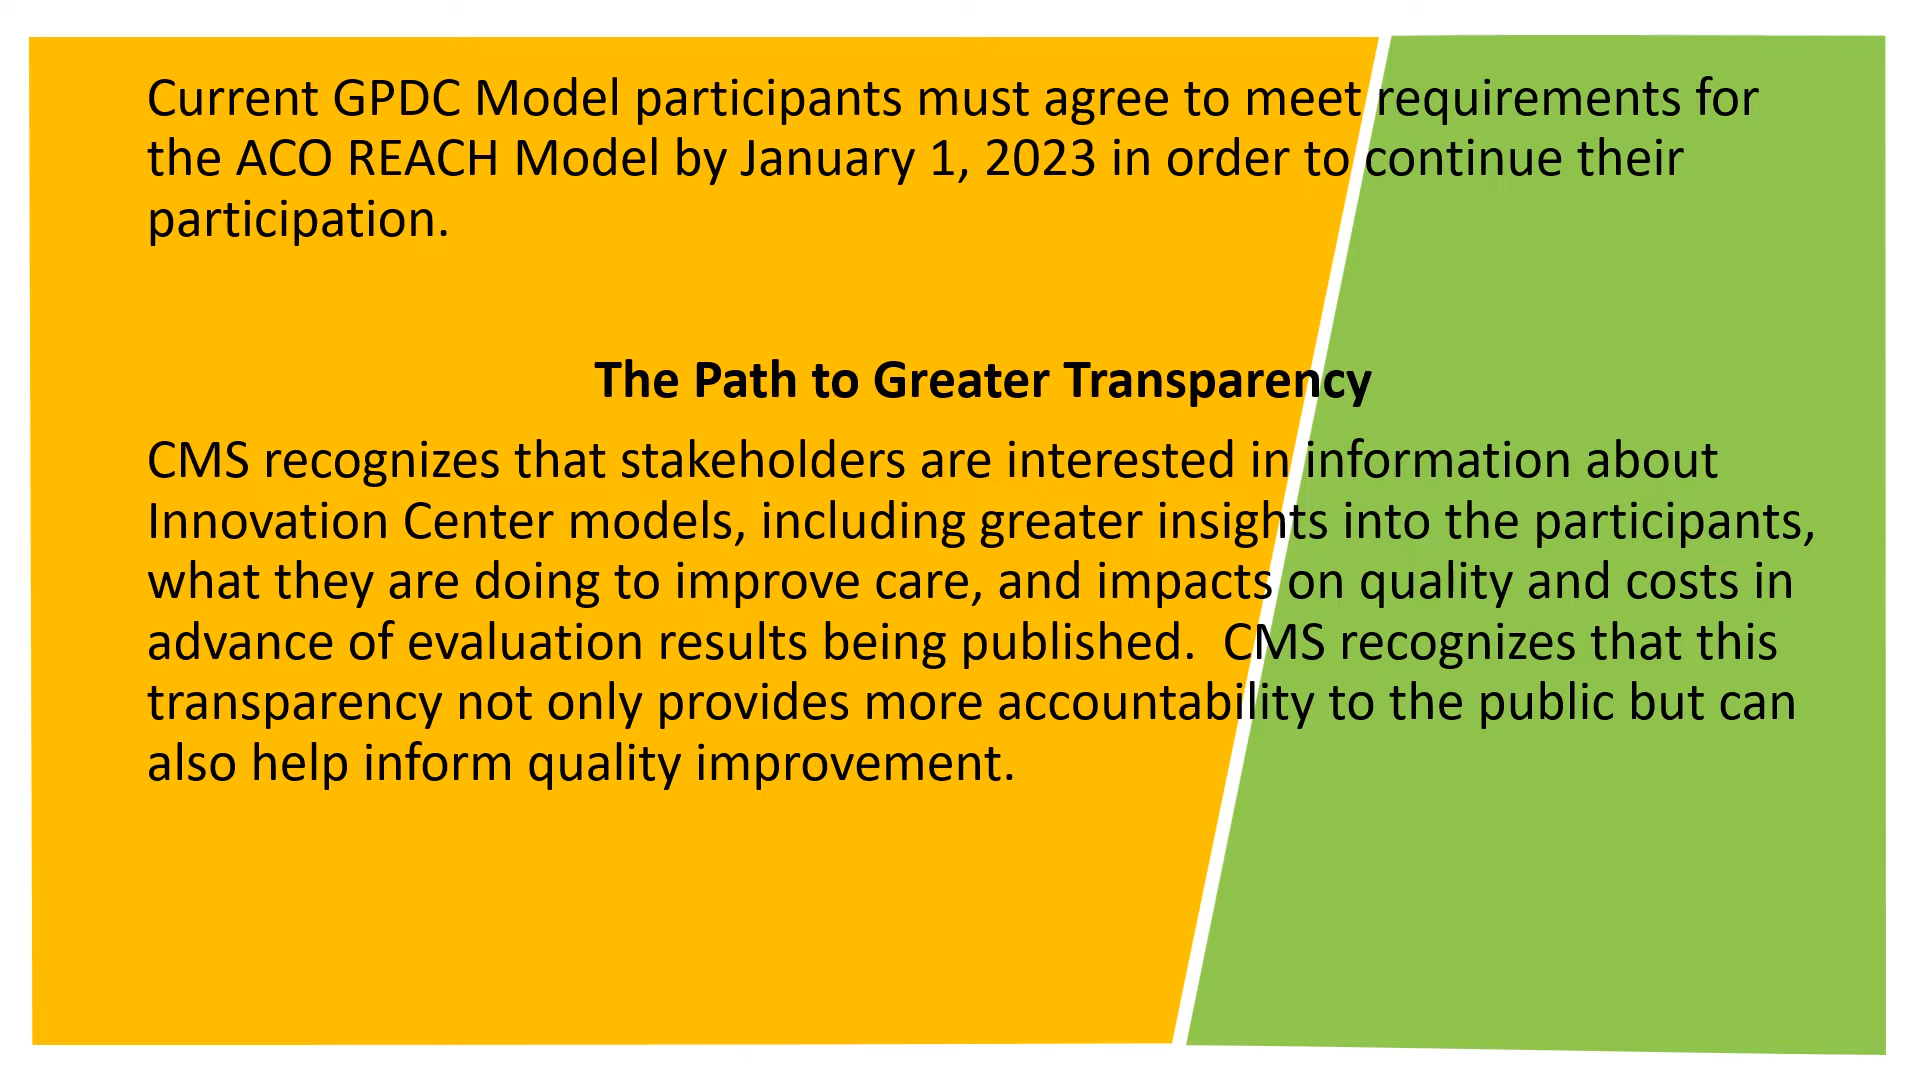 Current GPDC Model participants must agree to meet requirements for
the ACO REACH Model by January 1, 2023 in order to continue their
participation.
The Path to Greater Transparency
CMS recognizes that stakeholders are interested in information about
Innovation Center models, including greater insights into the participants,
what they are doing to improve care, and impacts on quality and costs in
advance of evaluation results being published.  CMS recognizes that this
transparency not only provides more accountability to the public but can
also help inform quality improvement.